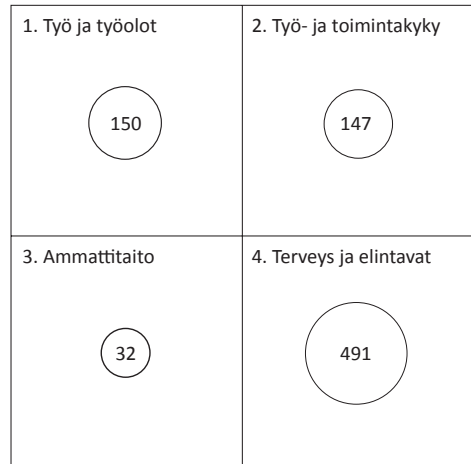 1. Työ ja työolot
150
2. Työ- ja toimintakyky
147
3. Ammattitaito
32
4. Terveys ja elintavat
491